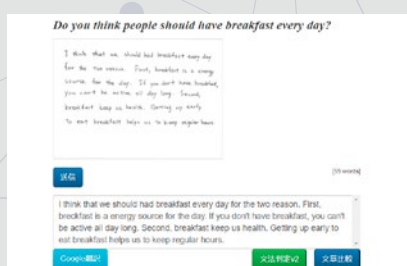 Do you think people should have breakfast every day?
I think that we should had breakfast every day
for the two reason. First, breakfast is a energy
source for the day. If you don't have breakfast,
you can't be active all day long. Second,
breakfast keep us health. Getting up early
to eat breakfast helps us to keep regular hours.
送信
I think that we should had breakfast every day for the two reason. First,
breckfast is a energy source for the day. If you don't have breakfast, you can't
be active all day long. Second, breakfast keep us health. Getting up early to
eat breakfast helps us to keep regular hours.
Google翻訳
文法判定v2
文章比較